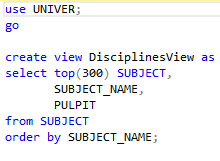 use UNIVER;
go
create view DisciplinesView as
select top(300) SUBJECT,
SUBJECT_NAME,
PULPIT
from SUBJECT
order by SUBJECT_NAME;